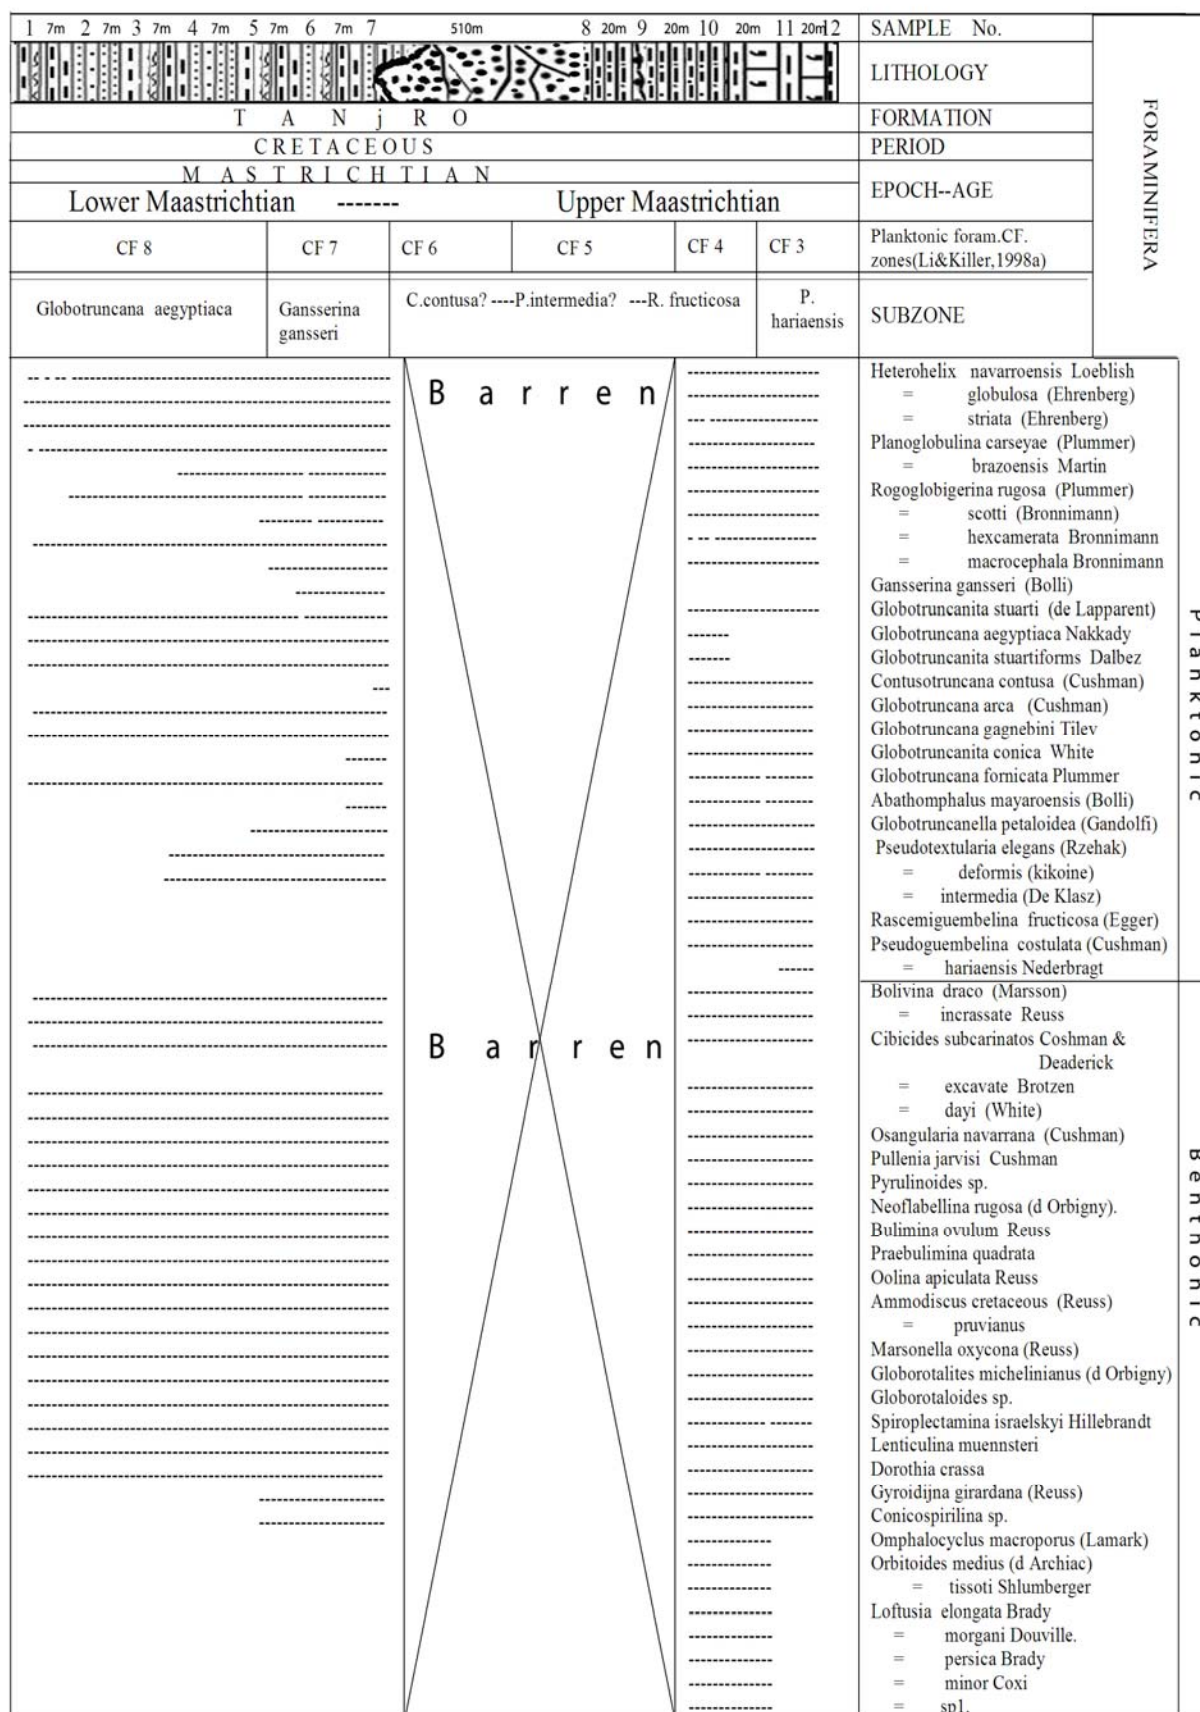 1 7m 2 7m 3 7m 4 7m 5 7m 6 7m 7 510m 8 20m 9 20m 10 20m 11 20m 12 SAMPLE No.
LITHOLOGY
T A N j R O FORMATION
CRETACEOUS PERIOD
M A S T R I C H T I A N
Lower Maastrichtian ------- Upper Maastrichtian EPOCH--AGE
FORAMINIFERA
CF 8 CF 7 CF 6 CF 5 CF 4 CF 3 Planktonic foram.CF.
zones(Li&Killer,1998a)
Globotruncana aegyptiaca Gansserina
gansseri
C.contusa? ----P.intermedia? ---R. fructicosa P.
hariaensis
SUBZONE
B a r r e n
Heterohelix navarroensis Loeblish
= globulosa (Ehrenberg)
= striata (Ehrenberg)
Planoglobulina carseyae (Plummer)
= brazoensis Martin
Rogoglobigerina rugosa (Plummer)
= scotti (Bronnimann)
= hexcamerata Bronnimann
= macrocephala Bronnimann
Gansserina gansseri (Bolli)
Globotruncanita stuarti (de Lapparent)
Globotruncana aegyptiaca Nakkady
Globotruncanita stuartiforms Dalbez
Contusotruncana contusa (Cushman)
Globotruncana arca (Cushman)
Globotruncana gagnebini Tilev
Globotruncanita conica White
Globotruncana fornicata Plummer
Abathomphalus mayaroensis (Bolli)
Globotruncanella petaloidea (Gandolfi)
Pseudotextularia elegans (Rzehak)
= deformis (kikoine)
= intermedia (De Klasz)
Rascemiguembelina fructicosa (Egger)
Pseudoguembelina costulata (Cushman)
= hariaensis Nederbragt
Planktonic
Bolivina draco (Marsson)
= incrassate Reuss
B a r r e n
Cibicides subcarinatos Coshman &
Deaderick
= excavate Brotzen
= dayi (White)
Osangularia navarrana (Cushman)
Pullenia jarvisi Cushman
Pyrulinoides sp.
Neoflabellina rugosa (d Orbigny).
Bulimina ovulum Reuss
Praebulimina quadrata
Oolina apiculata Reuss
Ammodiscus cretaceous (Reuss)
= pruvianus
Marsonella oxycona (Reuss)
Globorotalites michelinianus (d Orbigny)
Globorotaloides sp.
Spiroplectamina israelskyi Hillebrandt
Lenticulina muennsteri
Dorothia crassa
Gyroidijna girardana (Reuss)
Conicospirilina sp.
Omphalocyclus macroporus (Lamark)
Orbitoides medius (d Archiac)
= tissoti Shlumberger
Loftusia elongata Brady
= morgani Douville.
= persica Brady
= minor Coxi
= sp1.
Benthonic